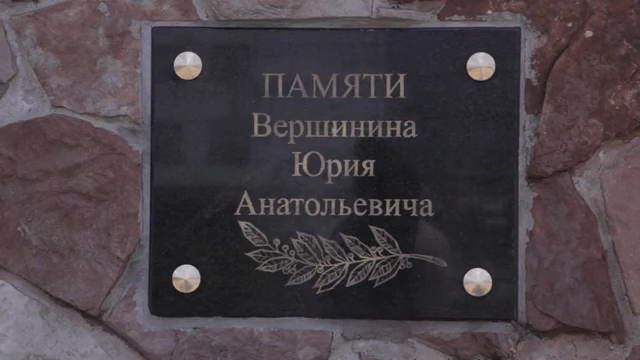 ПАМЯТИ
Вершинина
Юрия
Анатольевича